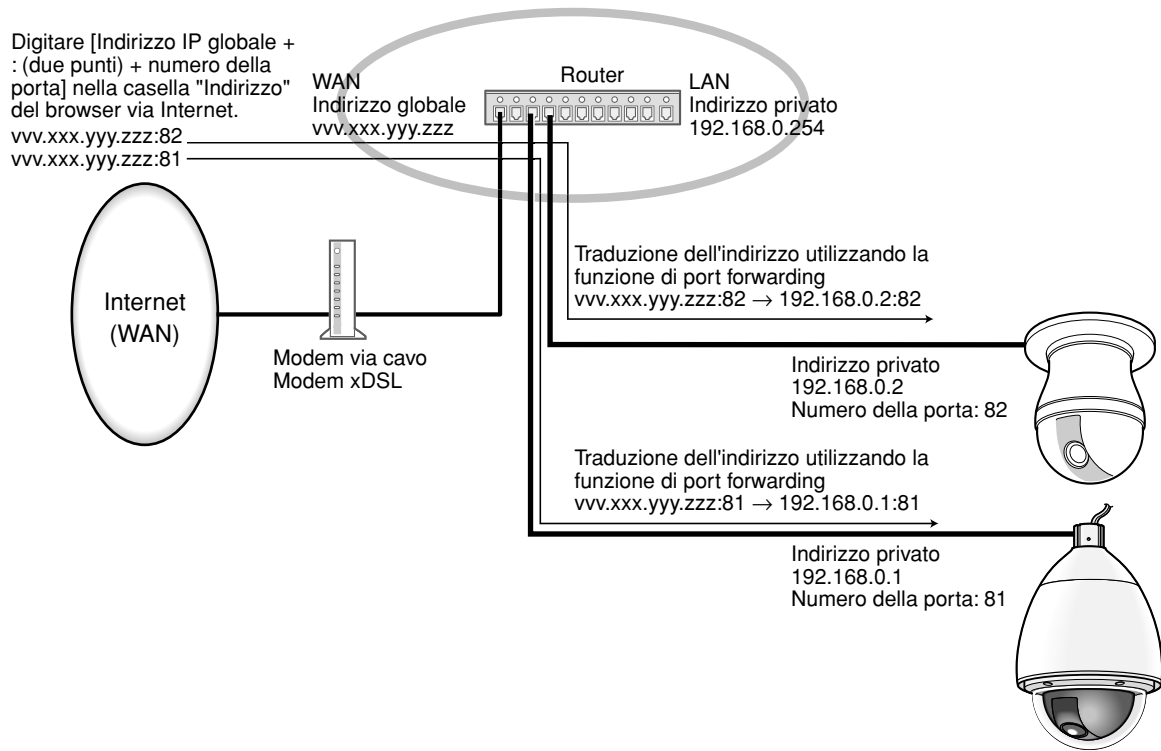 Digitare [Indirizzo IP globale +
: (due punti) + numero della
porta] nella casella "Indirizzo"
del browser via Internet.
vvv.xxx.yyy.zzz:82
vvv.xxx.yyy.zzz:81
WAN
Indirizzo globale
vvv.xxx.yyy.zzz
Router
LAN
Indirizzo privato
192.168.0.254
Internet
(WAN)
Modem via cavo
Modem xDSL
Traduzione dell'indirizzo utilizzando la
funzione di port forwarding
vvv.xxx.yyy.zzz:82 → 192.168.0.2:82
Indirizzo privato
192.168.0.2
Numero della porta: 82
Traduzione dell'indirizzo utilizzando la
funzione di port forwarding
vvv.xxx.yyy.zzz:81 → 192.168.0.1:81
Indirizzo privato
192.168.0.1
Numero della porta: 81